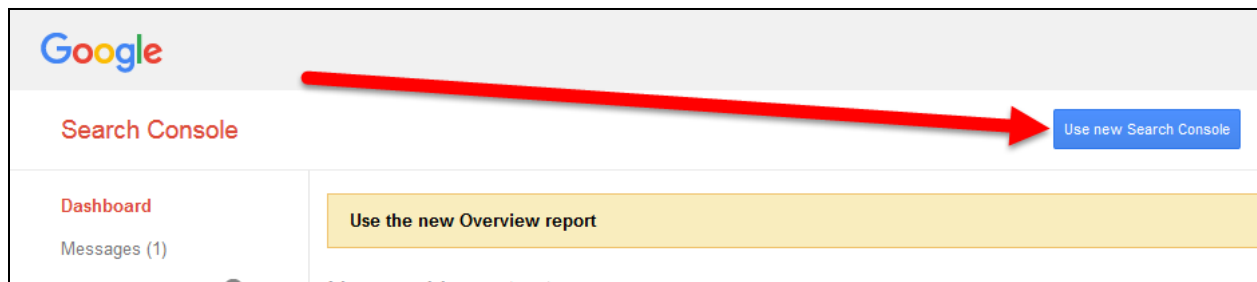 Google
Search Console
Use new Search Console
Dashboard
Use the new Overview report
Messages (1)